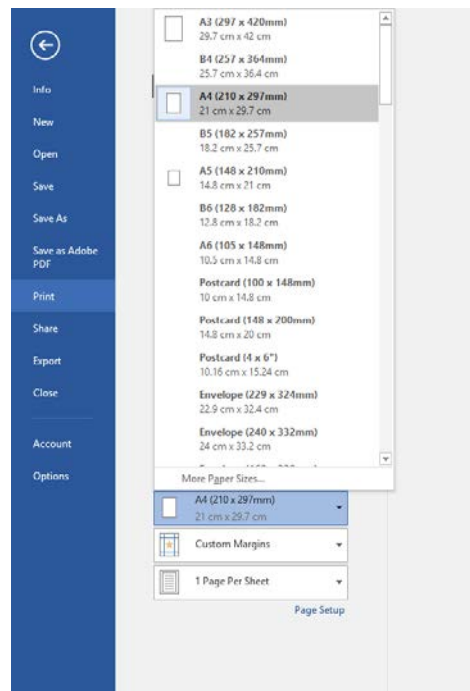 Info
New
Open
Save
Save As
Save as Adobe
PDF
Print
Share
Export
Close
Account
Options
A3 (297 x 420mm)
29.7 cm x 42 cm
B4 (257 x 364mm)
25.7 cm x 36.4 cm
A4 (210 x 297mm)
21 cm x 29.7 cm
B5 (182 x 257mm)
18.2 cm x 25.7 cm
A5 (148 x 210mm)
14.8 cm x 21 cm
B6 (128 x 182mm)
12.8 cm x 18.2 cm
A6 (105 x 148mm)
10.5 cm x 14.8 cm
Postcard (100 x 148mm)
10 cm x 14.8 cm
Postcard (148 x 200mm)
14.8 cm x 20 cm
Postcard (4 x 6")
10.16 cm x 15.24 cm
Envelope (229 x 324mm)
22.9 cm x 32.4 cm
Envelope (240 x 332mm)
24 cm x 33.2 cm
More Paper Sizes...
A4 (210 x 297mm)
21 cm x 29.7 cm
Custom Margins
1 Page Per Sheet
Page Setup